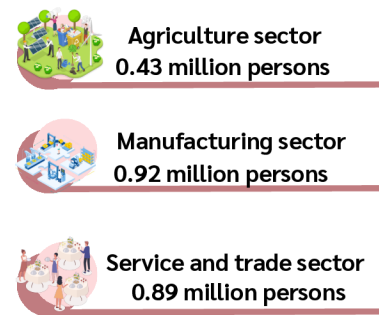 Agriculture sector
0.43 million persons
Manufacturing sector
0.92 million persons
Service and trade sector
0.89 million persons